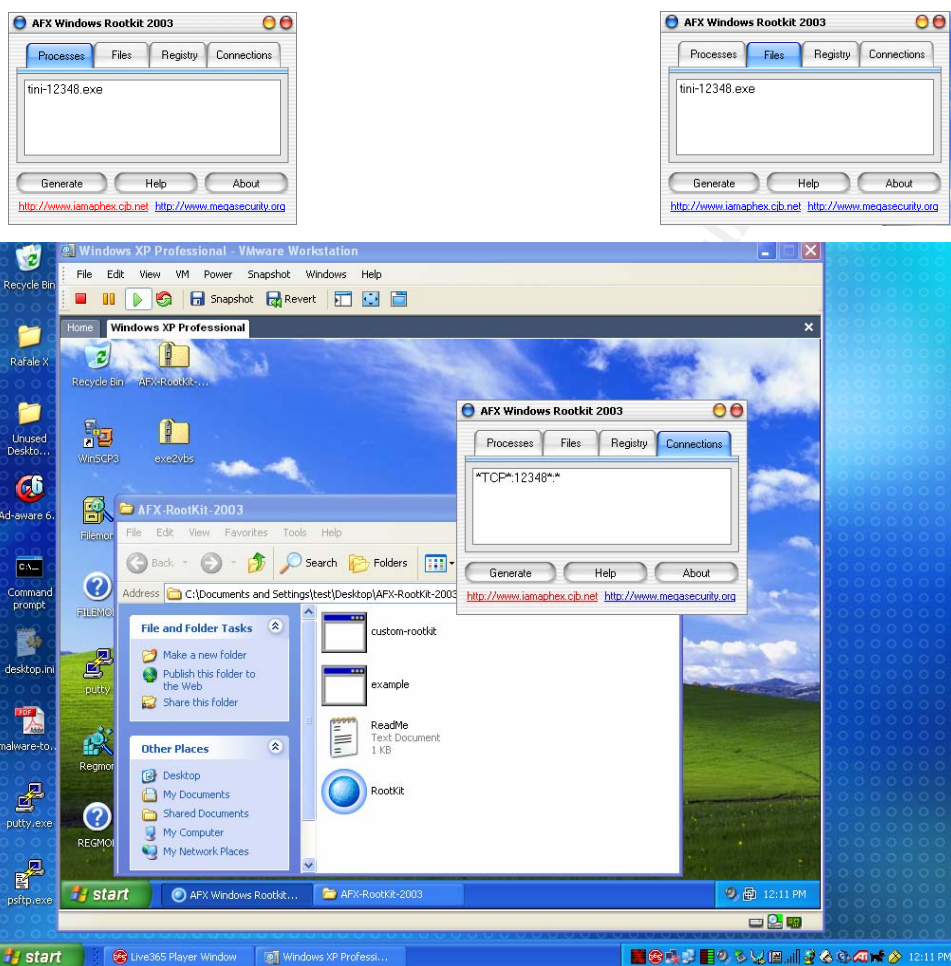 AFX Windows Rootkit 2003
Processes Files Registry Connections
tini-12348.exe
Generate Help About
http://www.iamaphex.cjb.net http://www.megasecurity.org
AFX Windows Rootkit 2003
Processes Files Registry Connections
tini-12348.exe
Generate Help About
http://www.iamaphex.cjb.net http://www.megasecurity.org
Recycle Bin
Rafale X
Unused
Deskto...
Ad-aware 6.
Command
prompt
desktop.ini
malware-to..
putty.exe
psftp.exe
Windows XP Professional - VMware Workstation
File Edit View VM Power Snapshot Windows Help
Snapshot Revert
Home Windows XP Professional
Recycle Bin AFX-RootKit-...
WinSCP3 exe2vbs
Filemon
FILEMO
putty
Regmon
REGMO
AFX Windows Rootkit 2003
Processes Files Registry Connections
*TCP*:12348*:*
Generate Help About
http://www.iamaphex.cjb.net http://www.megasecurity.org
AFX-RootKit-2003
File Edit View Favorites Tools Help
Back Search Folders
Address C:\Documents and Settings\test\Desktop\AFX-RootKit-2003
File and Folder Tasks
Make a new folder
Publish this folder to
the Web
Share this folder
Other Places
Desktop
My Documents
Shared Documents
My Computer
My Network Places
custom-rootkit
example
ReadMe
Text Document
1 KB
RootKit
start AFX Windows Rootkit... AFX-RootKit-2003 12:11 PM
start Live365 Player Window Windows XP Professi... 12:11 PM